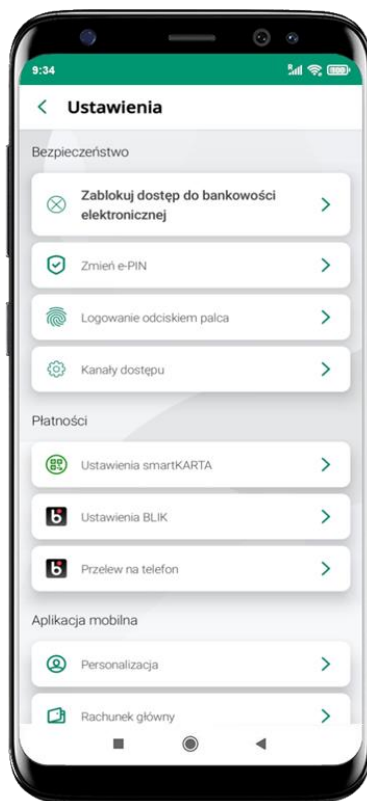 9:34
Ustawienia
Bezpieczeństwo
Zablokuj dostęp do bankowości
elektronicznej
Zmień e-PIN
Logowanie odciskiem palca
Kanały dostępu
Płatności
Ustawienia smartKARTA
Ustawienia BLIK
Przelew na telefon
Aplikacja mobilna
Personalizacja
Rachunek główny